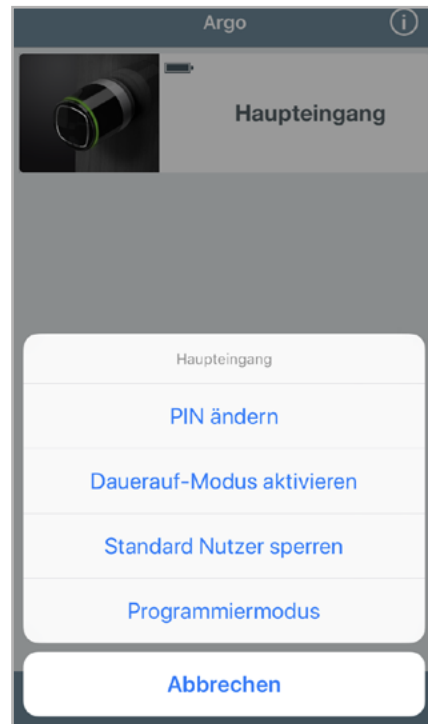 Argo
Haupteingang
Haupteingang
PIN ändern
Dauerauf-Modus aktivieren
Standard Nutzer sperren
Programmiermodus
Abbrechen